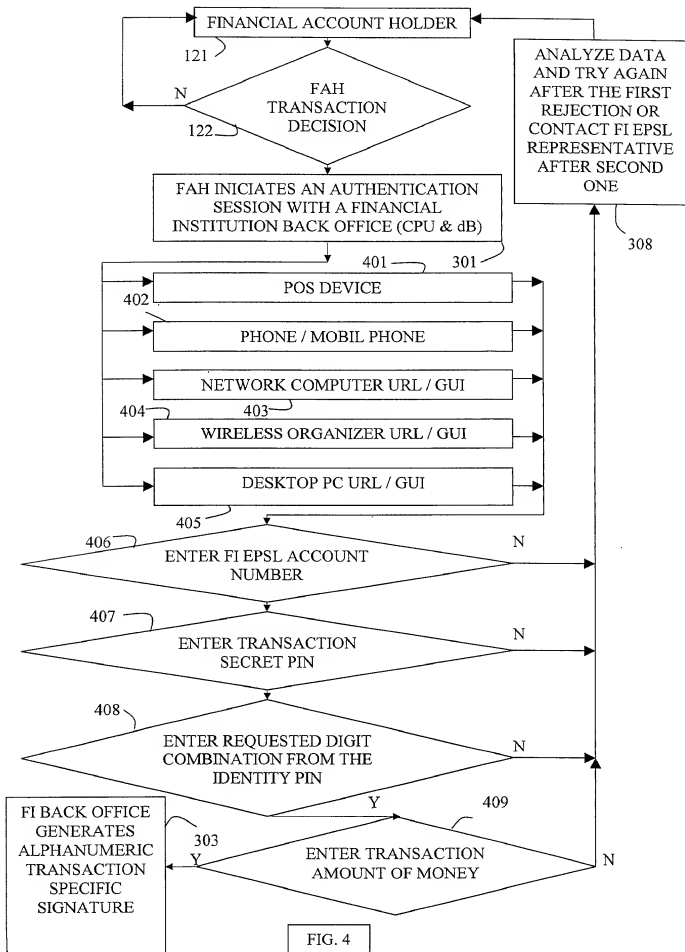 FINANCIAL ACCOUNT HOLDER
121
N
FAH
TRANSACTION
DECISION
122
ANALYZE DATA
AND TRY AGAIN
AFTER THE FIRST
REJECTION OR
CONTACT FI EPSL
REPRESENTATIVE
AFTER SECOND
ONE
308
FAH INICIATES AN AUTHENTICATION
SESSION WITH A FINANCIAL
INSTITUTION BACK OFFICE (CPU & dB)
301
401
POS DEVICE
402
PHONE / MOBIL PHONE
NETWORK COMPUTER URL / GUI
403
404
WIRELESS ORGANIZER URL / GUI
DESKTOP PC URL / GUI
405
406
N
ENTER FI EPSL ACCOUNT
NUMBER
407
N
ENTER TRANSACTION
SECRET PIN
408
N
ENTER REQUESTED DIGIT
COMBINATION FROM THE
IDENTITY PIN
Y
409
ENTER TRANSACTION
AMOUNT OF MONEY
N
303
Y
FI BACK OFFICE
GENERATES
ALPHANUMERIC
TRANSACTION
SPECIFIC
SIGNATURE
FIG. 4